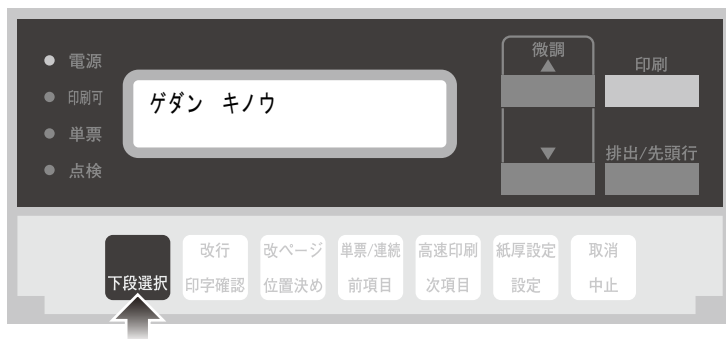 電源
印刷可
単票
点検
ゲダン キノウ
微調
▲
▼
印刷
排出/先頭行
下段選択
改行
印字確認
改ページ
位置決め
単票/連続
前項目
高速印刷
次項目
紙厚設定
設定
取消
中止